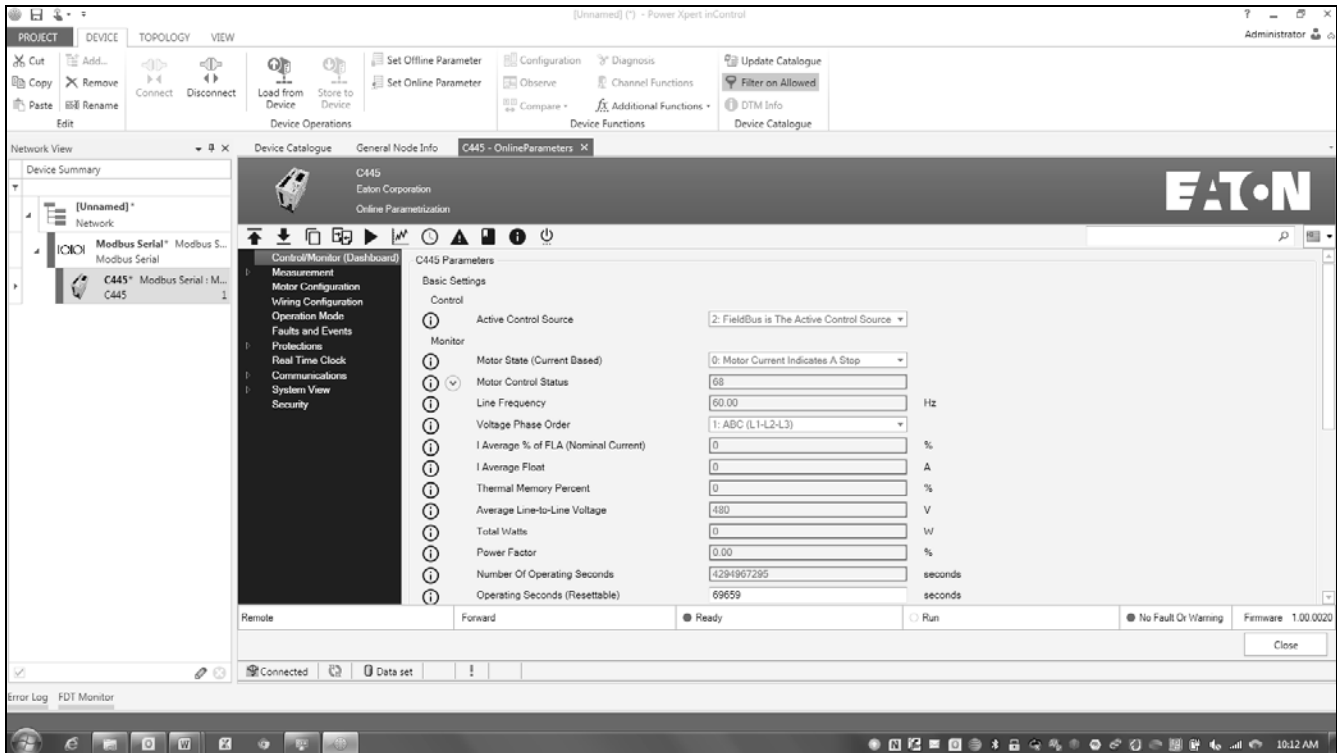 [Unnamed] (*) - Power Xpert inControl ?
PROJECT DEVICE TOPOLOGY VIEW Administrator
Cut Add... Set Offline Parameter Configuration Diagnosis Update Catalogue
Copy Remove Connect Disconnect Load from Device Store to Device Set Online Parameter Observe Channel Functions Filter on Allowed
Paste Rename Compare Additional Functions DTM Info
Edit Device Operations Device Functions Device Catalogue
Network View Device Catalogue General Node Info C445 - OnlineParameters
Device Summary
[Unnamed]*
Network
Modbus Serial* Modbus S...
Modbus Serial
C445* Modbus Serial : M...
C445 1
C445
Eaton Corporation
Online Parametrization
EATON
Control/Monitor (Dashboard)
Measurement
Motor Configuration
Wiring Configuration
Operation Mode
Faults and Events
Protections
Real Time Clock
Communications
System View
Security
C445 Parameters
Basic Settings
Control
Active Control Source 2: FieldBus is The Active Control Source
Monitor
Motor State (Current Based) 0: Motor Current Indicates A Stop
Motor Control Status 68
Line Frequency 60.00 Hz
Voltage Phase Order 1: ABC (L1-L2-L3)
I Average % of FLA (Nominal Current) 0 %
I Average Float 0 A
Thermal Memory Percent 0 %
Average Line-to-Line Voltage 480 V
Total Watts 0 W
Power Factor 0.00 %
Number Of Operating Seconds 4294967295 seconds
Operating Seconds (Resettable) 69659 seconds
Remote Forward Ready Run No Fault Or Warning Firmware 1.00.0020
Close
Connected Data set
Error Log FDT Monitor
10:12 AM